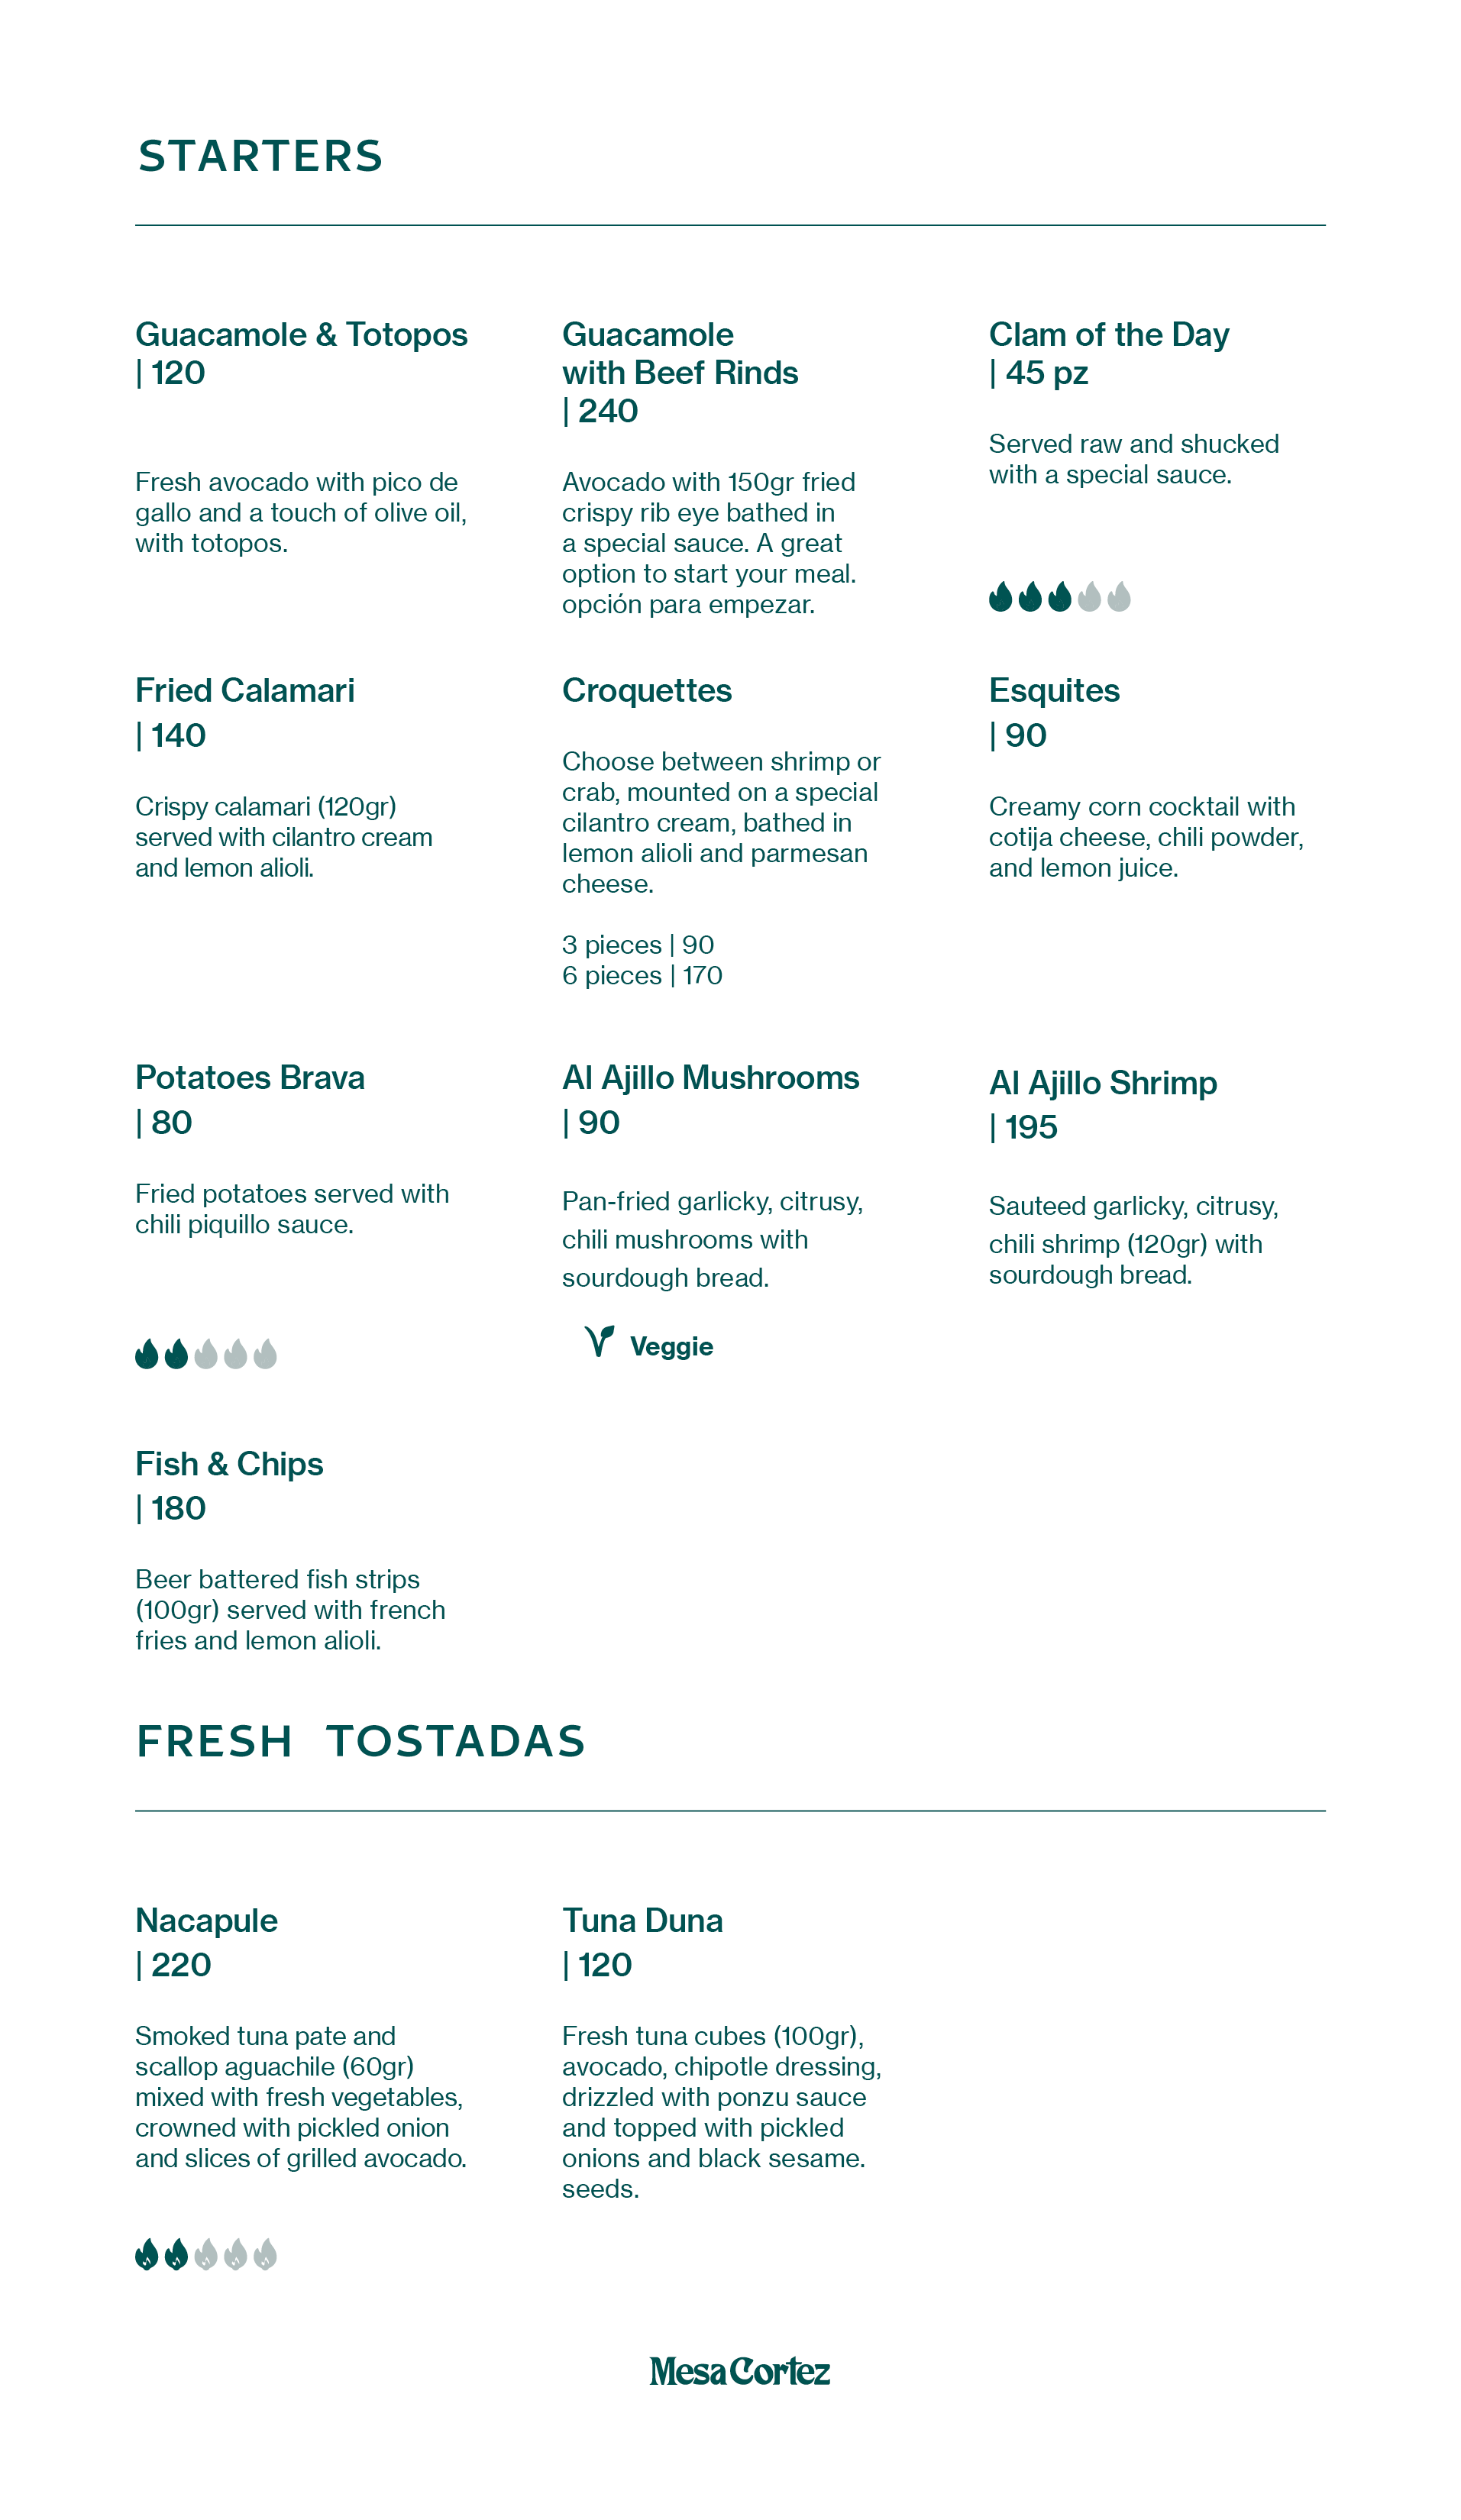 STARTERS
Guacamole & Totopos
| 120
Fresh avocado with pico de
gallo and a touch of olive oil,
with totopos.
Guacamole
with Beef Rinds
| 240
Avocado with 150gr fried
crispy rib eye bathed in
a special sauce. A great
option to start your meal.
opción para empezar.
Clam of the Day
| 45 pz
Served raw and shucked
with a special sauce.
Fried Calamari
| 140
Crispy calamari (120gr)
served with cilantro cream
and lemon alioli.
Croquettes
Choose between shrimp or
crab, mounted on a special
cilantro cream, bathed in
lemon alioli and parmesan
cheese.
3 pieces | 90
6 pieces | 170
Esquites
| 90
Creamy corn cocktail with
cotija cheese, chili powder,
and lemon juice.
Potatoes Brava
| 80
Fried potatoes served with
chili piquillo sauce.
Al Ajillo Mushrooms
| 90
Pan-fried garlicky, citrusy,
chili mushrooms with
sourdough bread.
Veggie
Al Ajillo Shrimp
| 195
Sauteed garlicky, citrusy,
chili shrimp (120gr) with
sourdough bread.
Fish & Chips
| 180
Beer battered fish strips
(100gr) served with french
fries and lemon alioli.
FRESH TOSTADAS
Nacapule
| 220
Smoked tuna pate and
scallop aguachile (60gr)
mixed with fresh vegetables,
crowned with pickled onion
and slices of grilled avocado.
Tuna Duna
| 120
Fresh tuna cubes (100gr),
avocado, chipotle dressing,
drizzled with ponzu sauce
and topped with pickled
onions and black sesame.
seeds.
Mesa Cortez